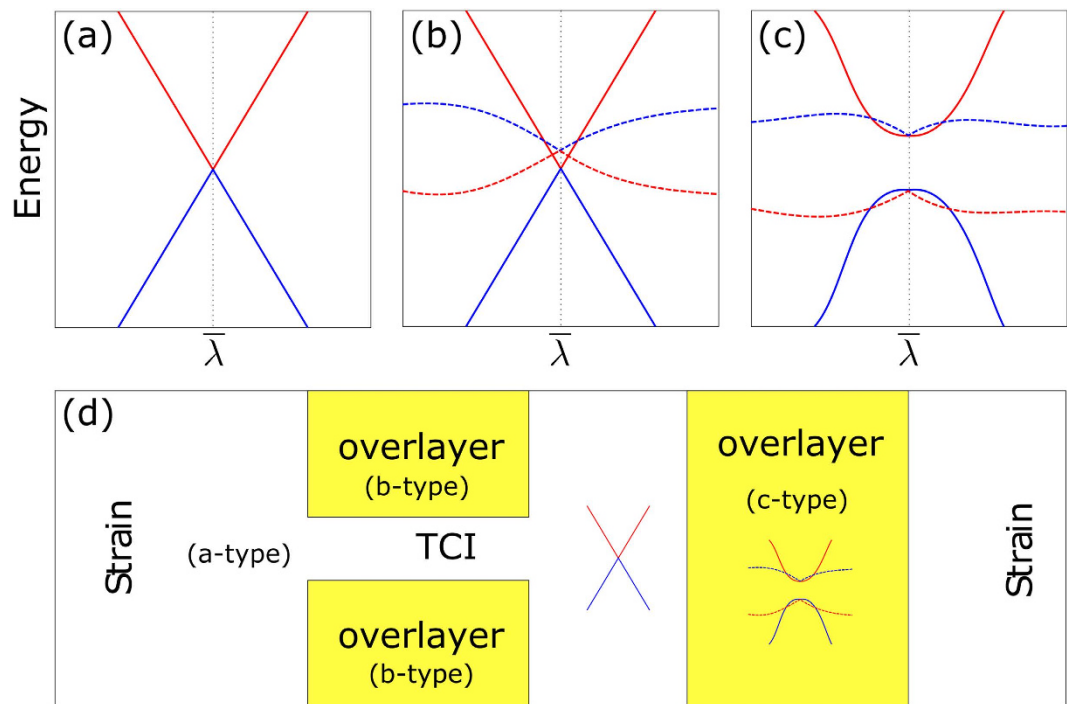 (a)
(b)
(c)
Energy
λ̅
λ̅
λ̅
(d)
Strain
(a-type)
overlayer
(b-type)
TCI
overlayer
(b-type)
overlayer
(c-type)
Strain